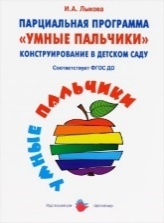 И.А. Лыкова
ПАРЦИАЛЬНАЯ ПРОГРАММА
«УМНЫЕ ПАЛЬЧИКИ»
КОНСТРУИРОВАНИЕ В ДЕТСКОМ САДУ
Соответствует ФГОС ДО
УМНЫЕ ПАЛЬЧИКИ